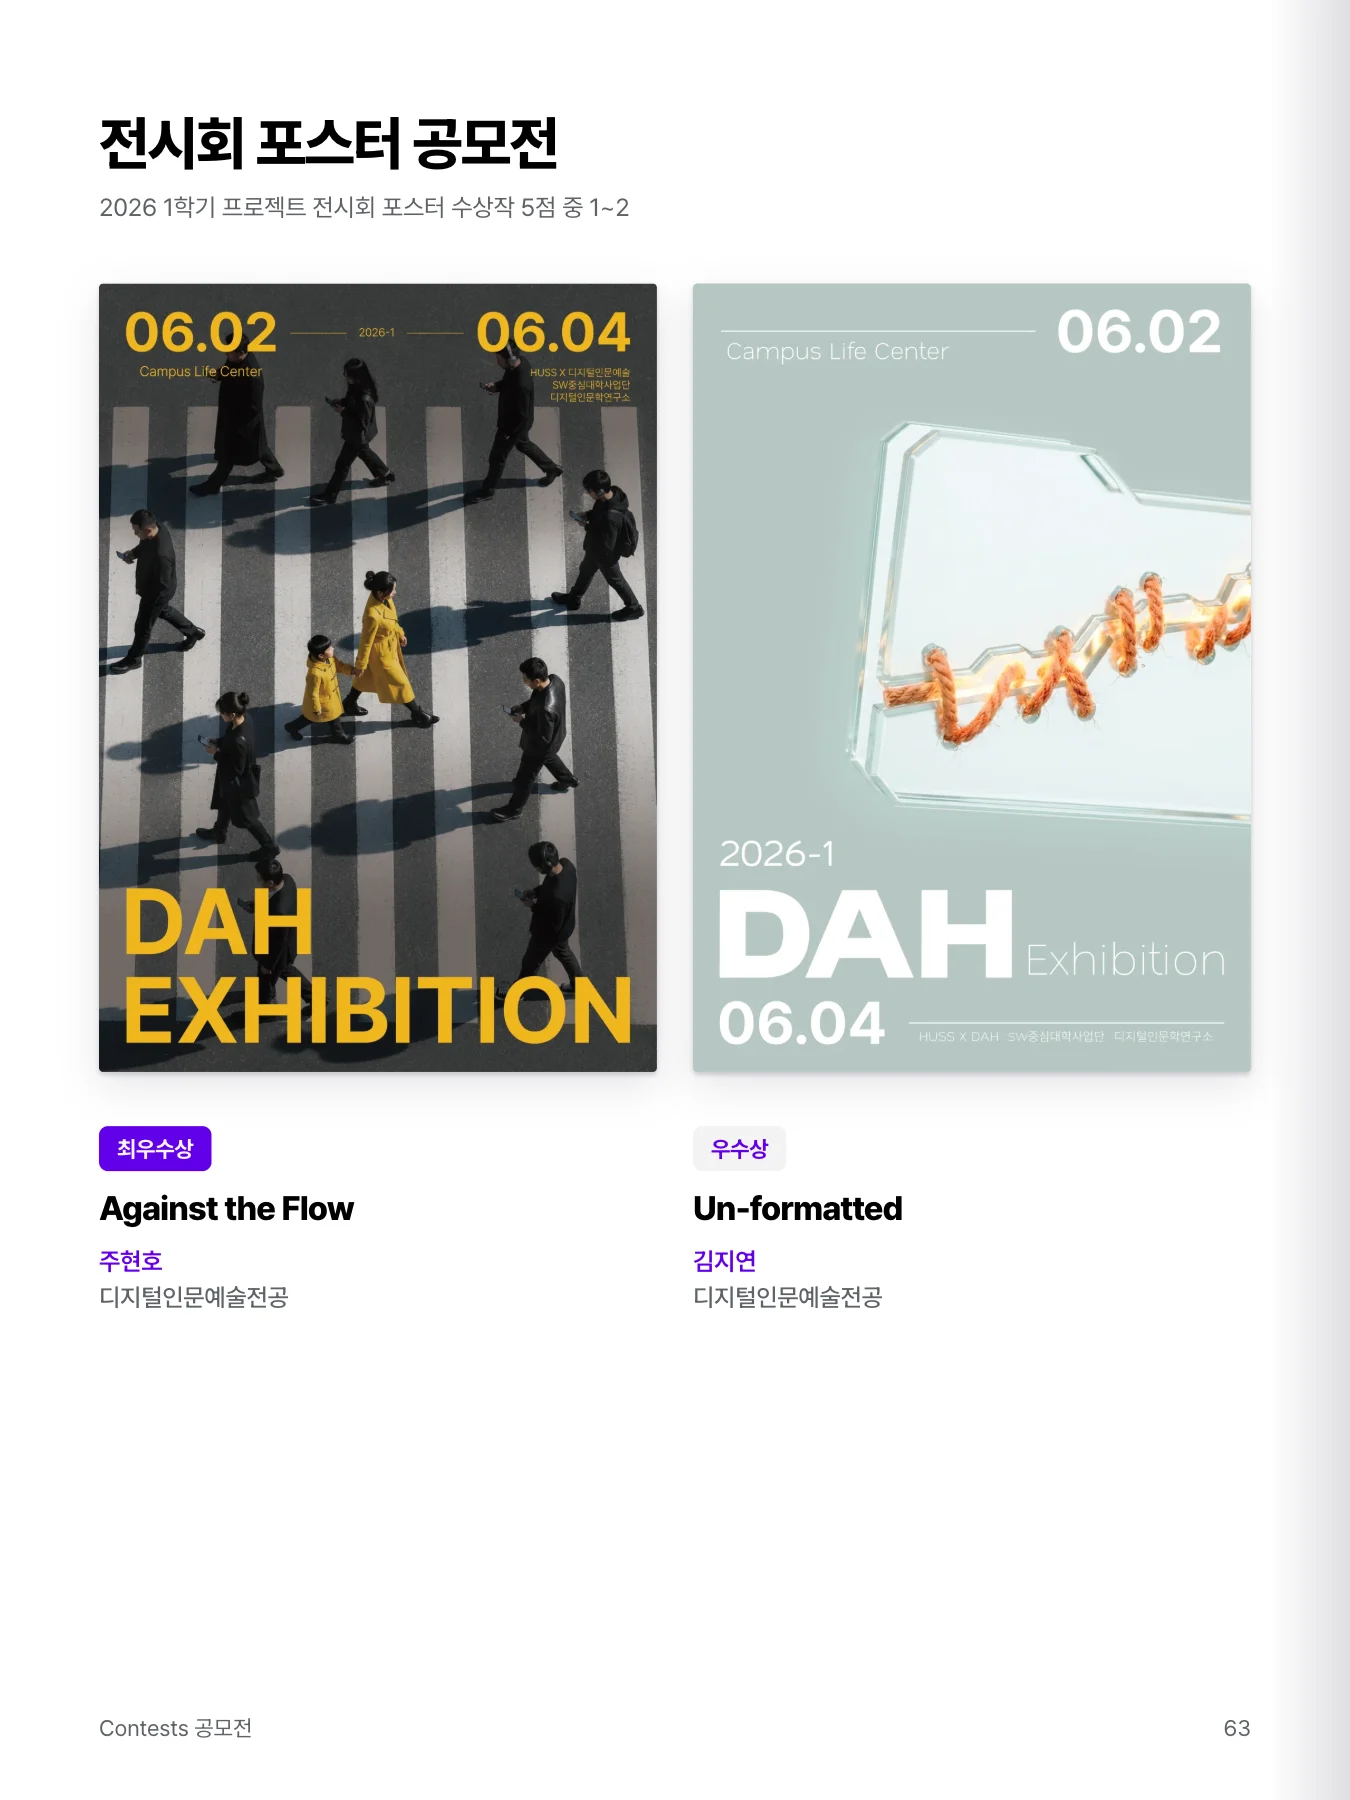 전시회 포스터 공모전
2026 1학기 프로젝트 전시회 포스터 수상작 5점 중 1~2
06.02
2026-1
06.04
Campus Life Center
HUSS X 디지털인문예술
SW중심대학사업단
디지털인문학연구소
DAH
EXHIBITION
Campus Life Center
06.02
2026-1
DAH Exhibition
06.04
HUSS X DAH SW중심대학사업단 디지털인문학연구소
최우수상
Against the Flow
주현호
디지털인문예술전공
우수상
Un-formatted
김지연
디지털인문예술전공
Contests 공모전
63